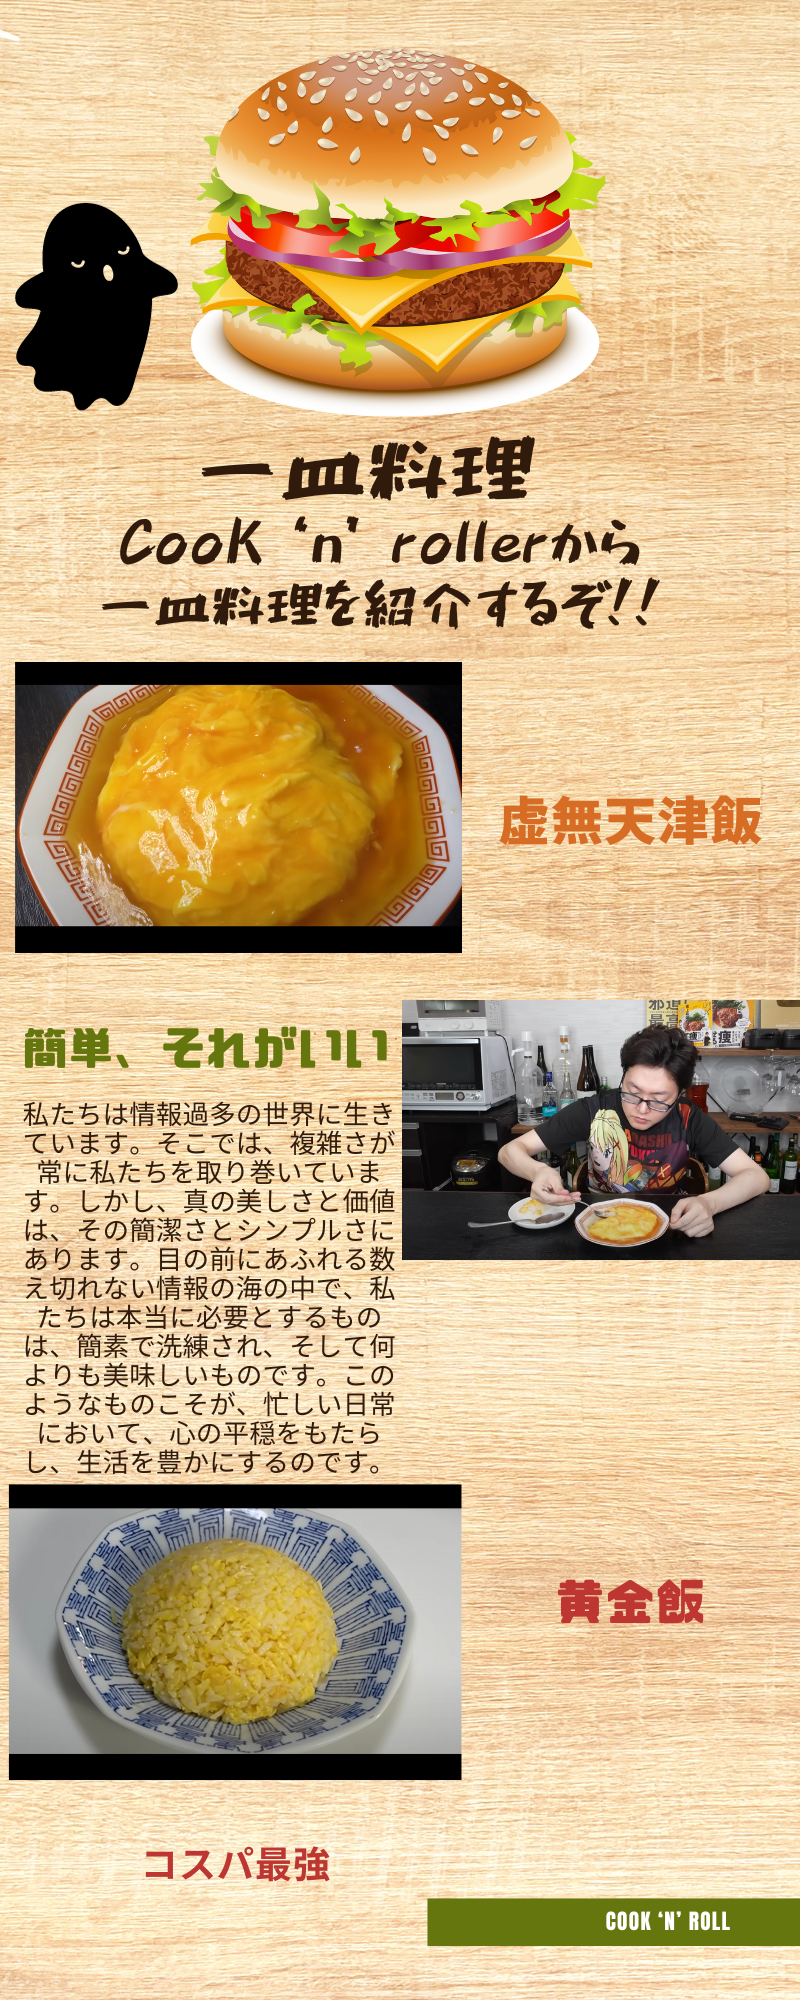 一皿料理
CooK ‘n’ rollerから
一皿料理を紹介するぞ!!
虚無天津飯
簡単、それがいい
邪道
最高
痩
痩
私たちは情報過多の世界に生き
ています。そこでは、複雑さが
常に私たちを取り巻いていま
す。しかし、真の美しさと価値
は、その簡潔さとシンプルさに
あります。目の前にあふれる数
え切れない情報の海の中で、私
たちは本当に必要とするもの
は、簡素で洗練され、そして何
よりも美味しいものです。この
ようなものこそが、忙しい日常
において、心の平穏をもたら
し、生活を豊かにするのです。
黄金飯
コスパ最強
COOK ‘N’ ROLL